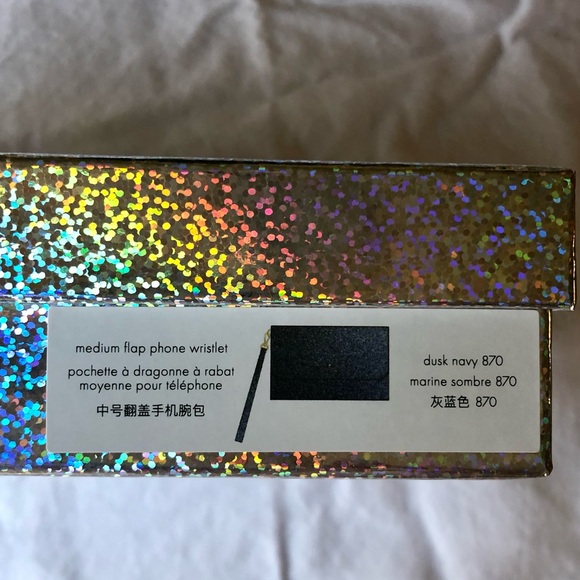 medium flap phone wristlet
pochette à dragonne à rabat
moyenne pour téléphone
中号翻盖手机腕包
dusk navy 870
marine sombre 870
灰蓝色 870